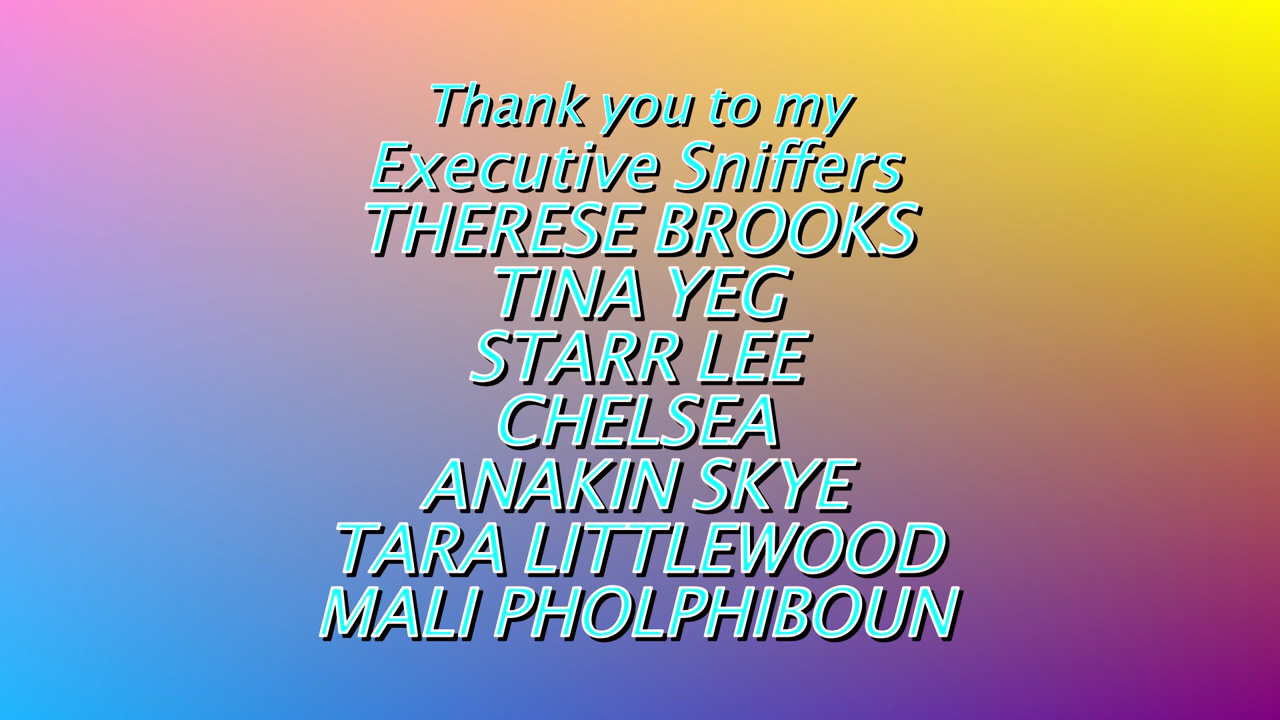 Thank you to my
Executive Sniffers
THERESE BROOKS
TINA YEG
STARR LEE
CHELSEA
ANAKIN SKYE
TARA LITTLEWOOD
MALI PHOLPHIBOUN